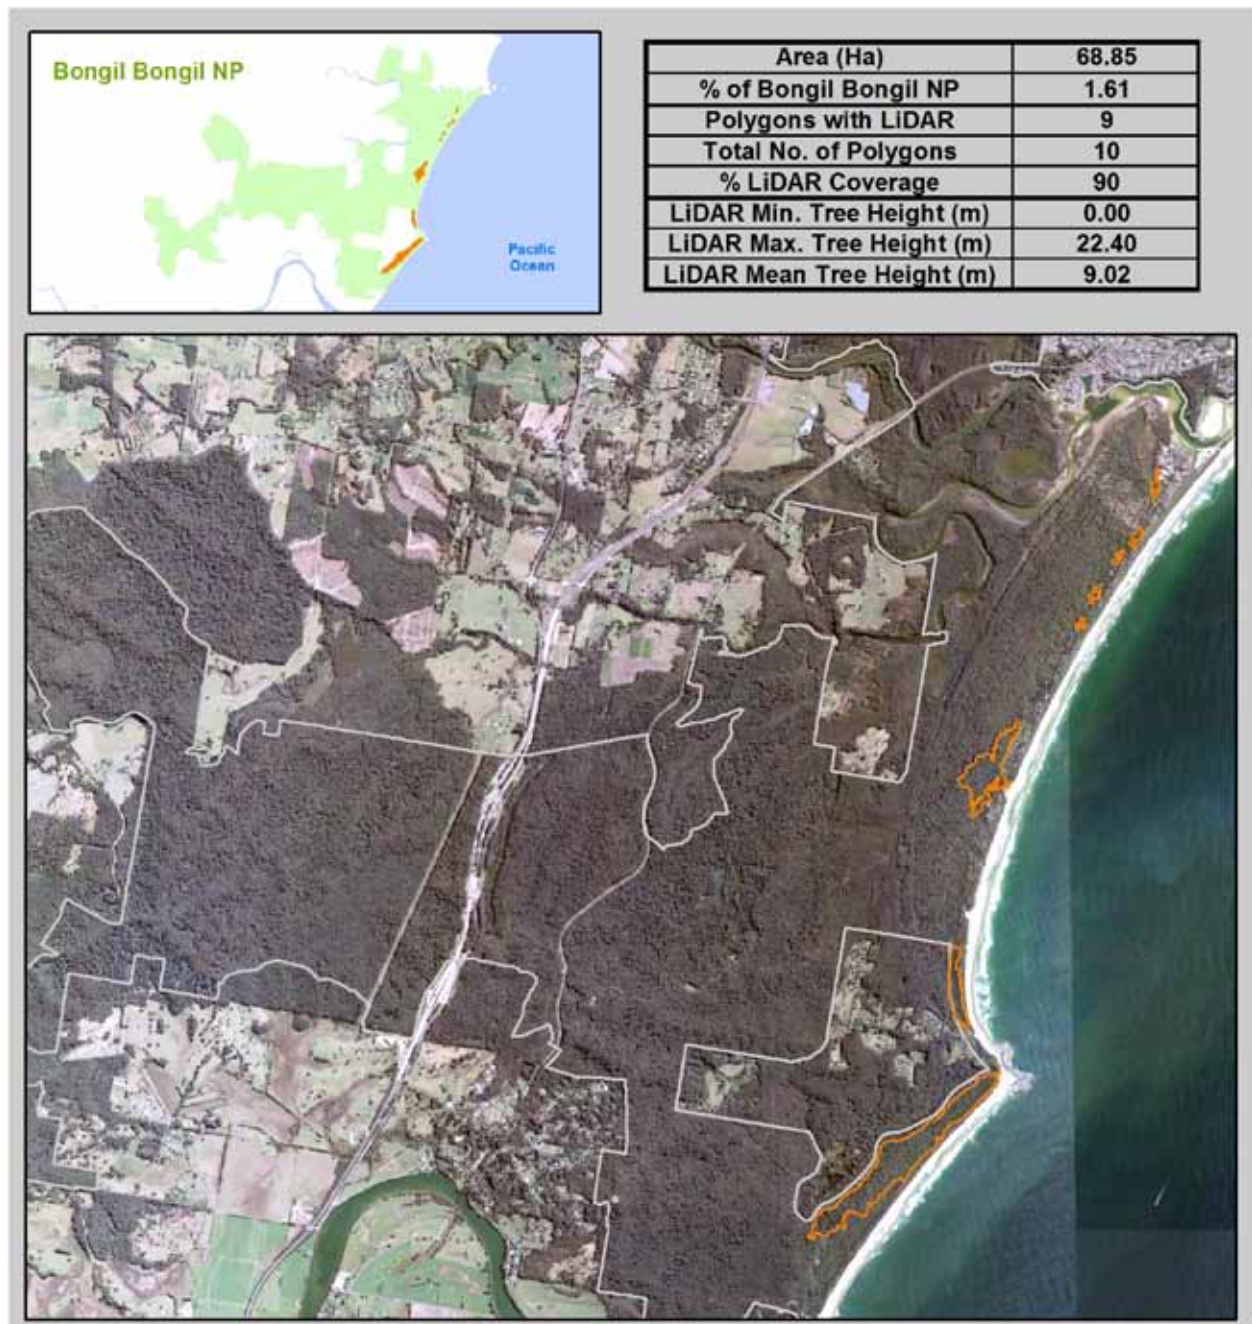 Bongil Bongil NP
Pacific
Ocean
Area (Ha) 68.85
% of Bongil Bongil NP 1.61
Polygons with LiDAR 9
Total No. of Polygons 10
% LiDAR Coverage 90
LiDAR Min. Tree Height (m) 0.00
LiDAR Max. Tree Height (m) 22.40
LiDAR Mean Tree Height (m) 9.02